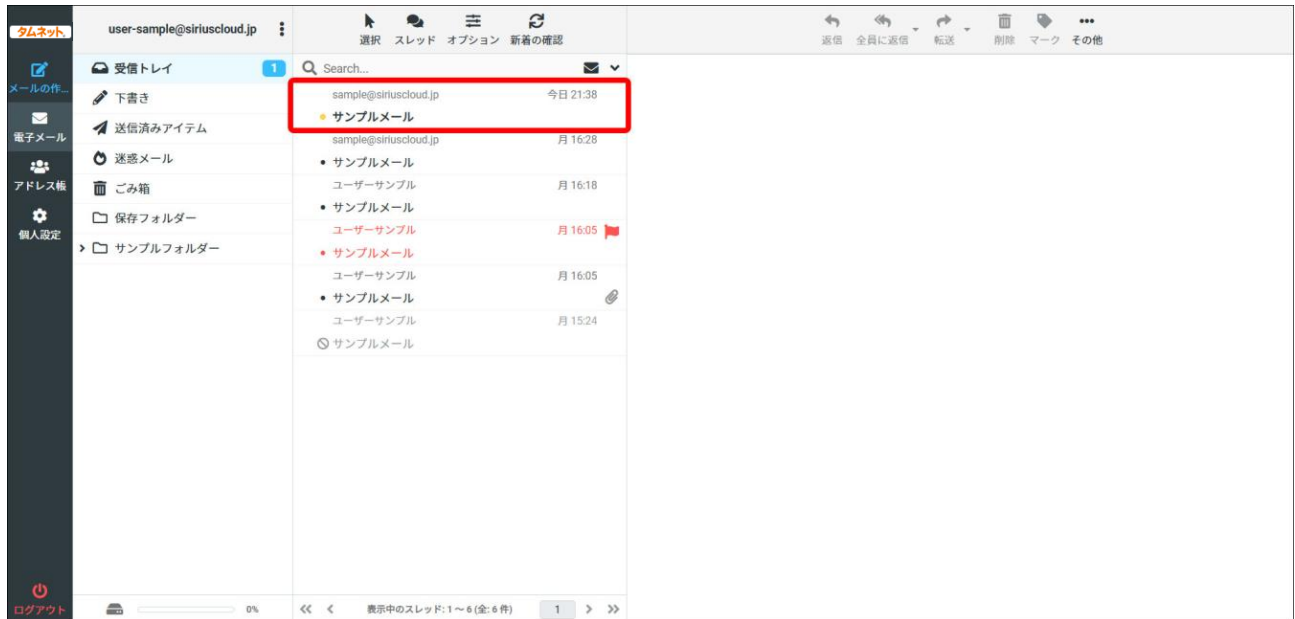 タムネット
メールの作...
電子メール
アドレス帳
個人設定
ログアウト
user-sample@siriuscloud.jp
受信トレイ 1
下書き
送信済みアイテム
迷惑メール
ごみ箱
保存フォルダー
サンプルフォルダー
0%
選択 スレッド オプション 新着の確認
Search...
sample@siriuscloud.jp 今日 21:38
サンプルメール
sample@siriuscloud.jp 月 16:28
サンプルメール
ユーザーサンプル 月 16:18
サンプルメール
ユーザーサンプル 月 16:05
サンプルメール
ユーザーサンプル 月 16:05
サンプルメール
ユーザーサンプル 月 15:24
サンプルメール
表示中のスレッド: 1 ～ 6 (全: 6 件) 1
返信 全員に返信 転送 削除 マーク その他